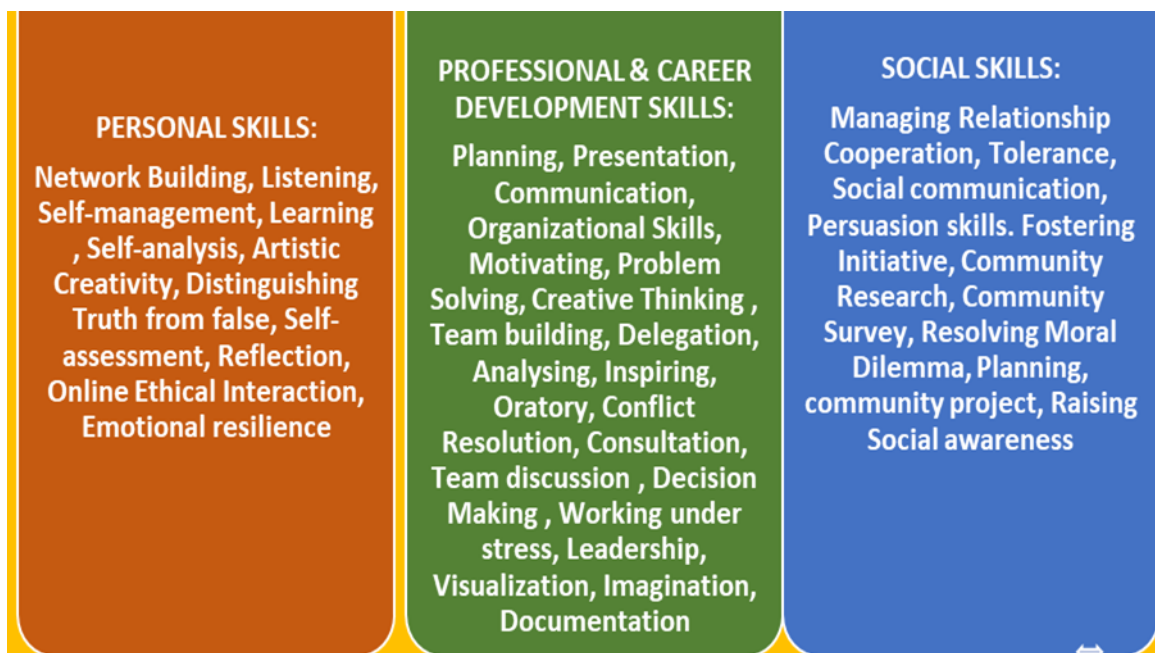 PERSONAL SKILLS:
Network Building, Listening,
Self-management, Learning
, Self-analysis, Artistic
Creativity, Distinguishing
Truth from false, Self-
assessment, Reflection,
Online Ethical Interaction,
Emotional resilience
PROFESSIONAL & CAREER
DEVELOPMENT SKILLS:
Planning, Presentation,
Communication,
Organizational Skills,
Motivating, Problem
Solving, Creative Thinking ,
Team building, Delegation,
Analysing, Inspiring,
Oratory, Conflict
Resolution, Consultation,
Team discussion , Decision
Making , Working under
stress, Leadership,
Visualization, Imagination,
Documentation
SOCIAL SKILLS:
Managing Relationship
Cooperation, Tolerance,
Social communication,
Persuasion skills. Fostering
Initiative, Community
Research, Community
Survey, Resolving Moral
Dilemma, Planning,
community project, Raising
Social awareness